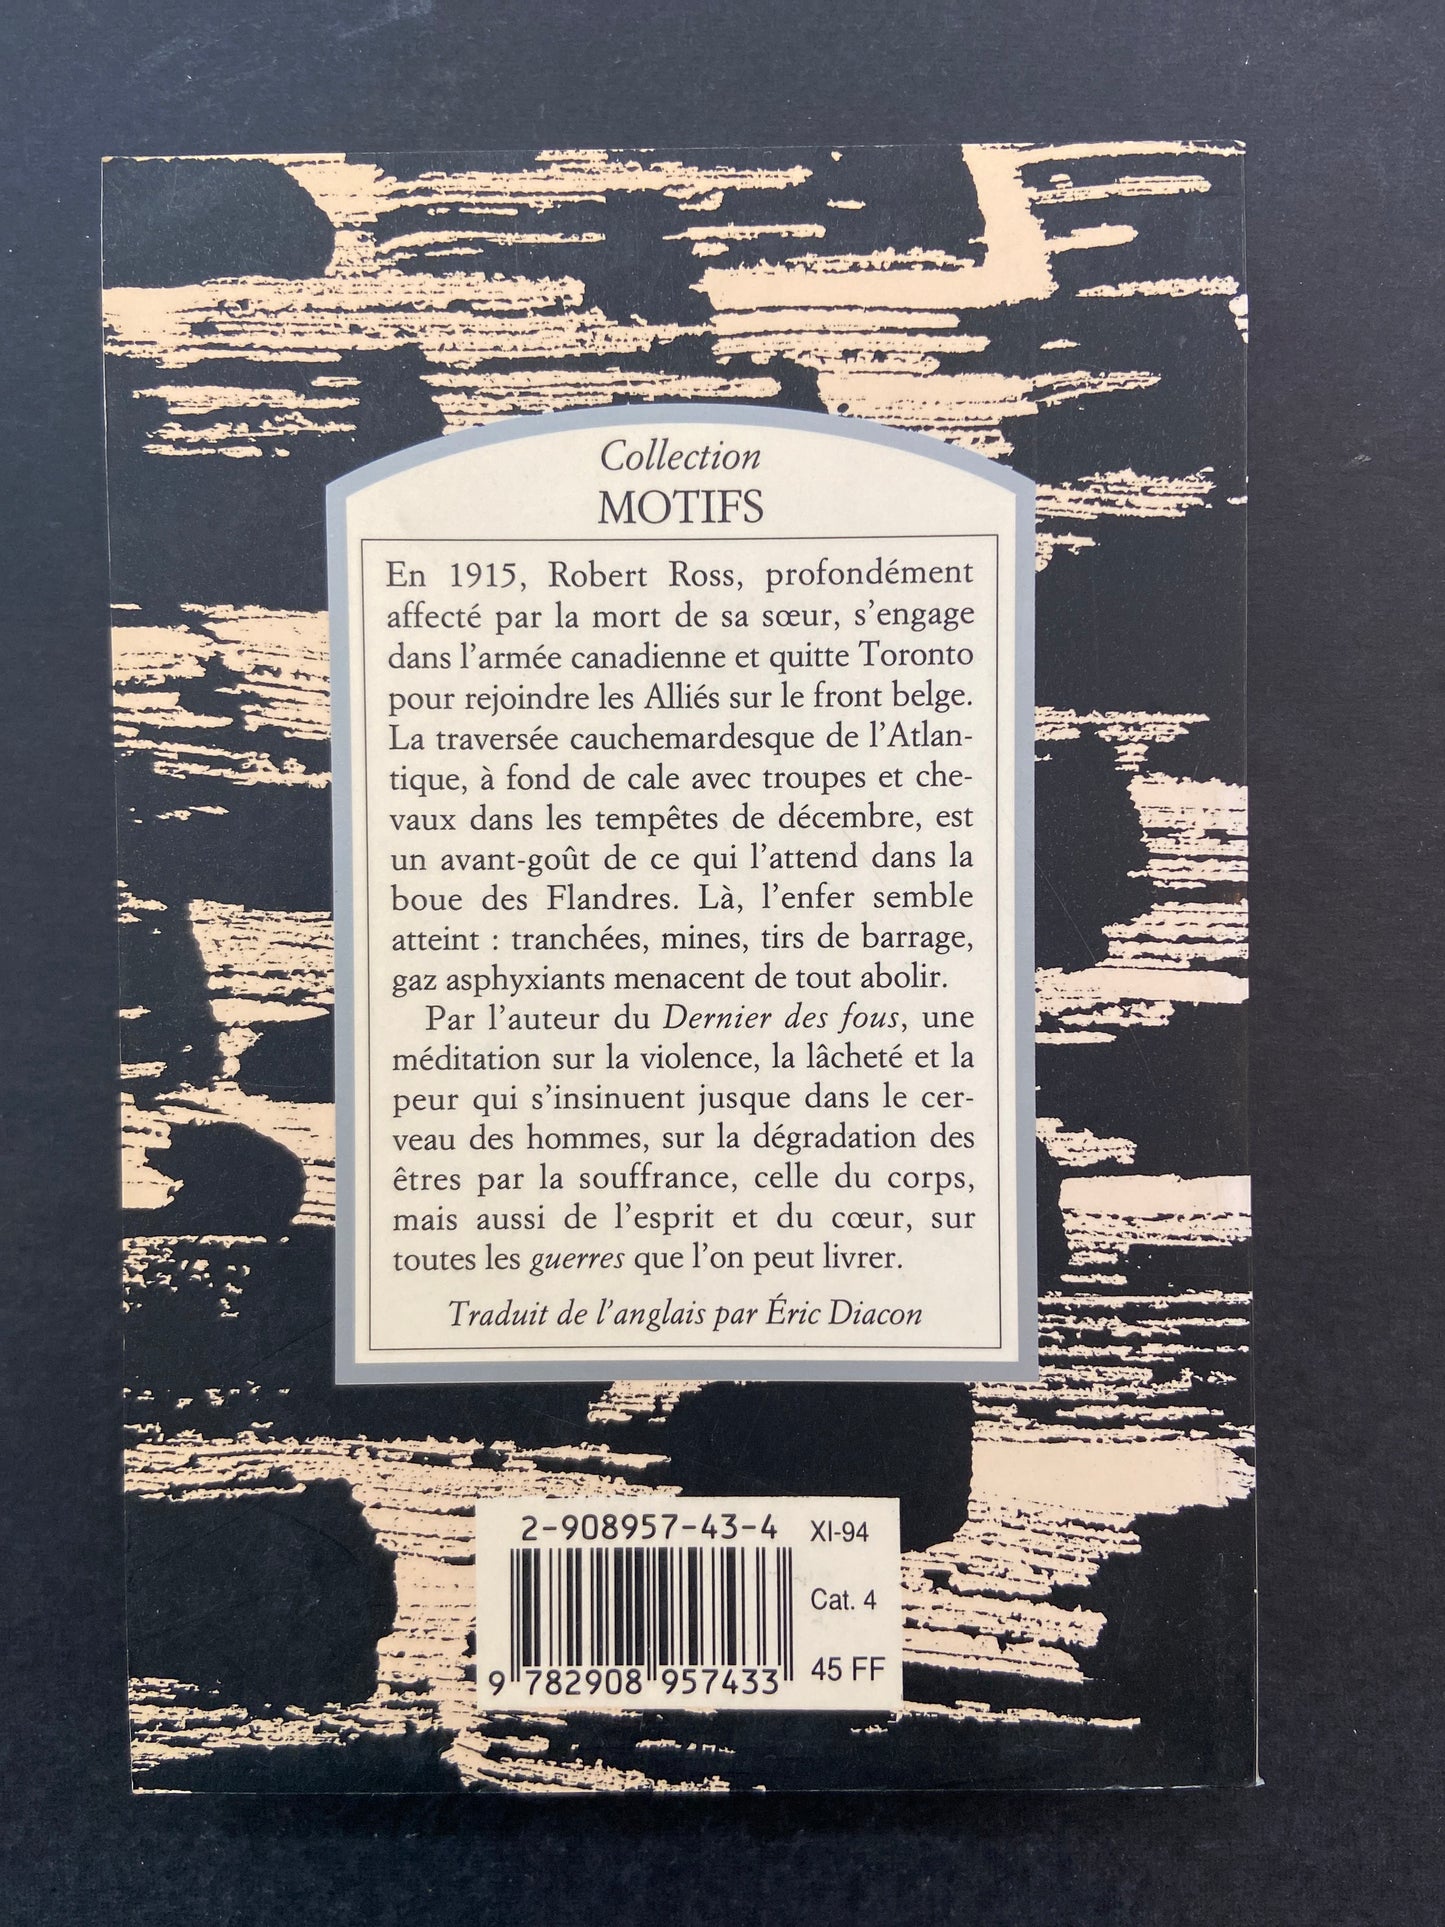 Collection
MOTIFS
En 1915, Robert Ross, profondément
affecté par la mort de sa sœur, s'engage
dans l'armée canadienne et quitte Toronto
pour rejoindre les Alliés sur le front belge.
La traversée cauchemardesque de l'Atlan-
tique, à fond de cale avec troupes et che-
vaux dans les tempêtes de décembre, est
un avant-goût de ce qui l'attend dans la
boue des Flandres. Là, l'enfer semble
atteint : tranchées, mines, tirs de barrage,
gaz asphyxiants menacent de tout abolir.
Par l'auteur du Dernier des fous, une
méditation sur la violence, la lâcheté et la
peur qui s'insinuent jusque dans le cer-
veau des hommes, sur la dégradation des
êtres par la souffrance, celle du corps,
mais aussi de l'esprit et du cœur, sur
toutes les guerres que l'on peut livrer.
Traduit de l'anglais par Éric Diacon
2-908957-43-4 XI-94
Cat. 4
9 782908 957433 45 FF